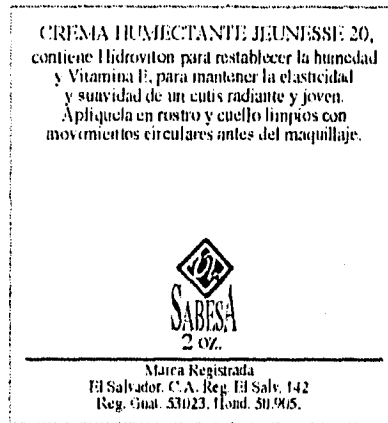 CREMA HUMECTANTE JEUNESSE 20,
contiene Hidroviton para restablecer la humedad
y Vitamina E, para mantener la elasticidad
y suavidad de un cutis radiante y joven.
Apliquela en rostro y cuello limpios con
movimientos circulares antes del maquillaje.
SABESA
2 oz.
Marca Registrada
El Salvador, C.A. Reg. El Salv. 142
Reg. Guat. 53023. Hond. 50.905.